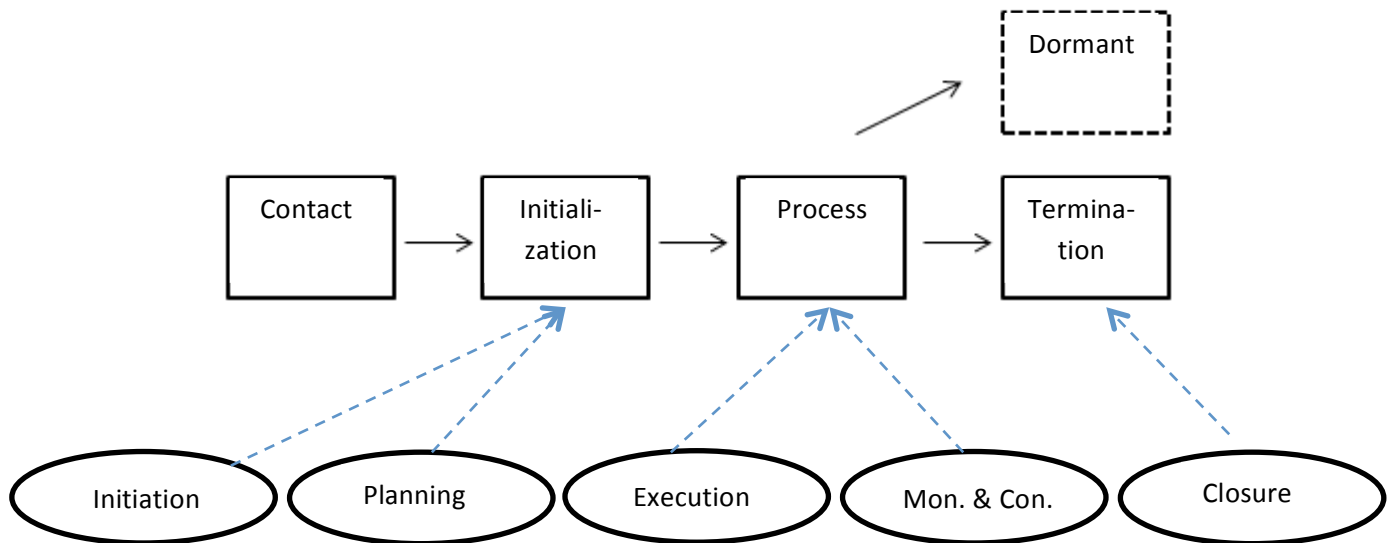 Dormant
Contact
Initiali-
zation
Process
Termina-
tion
Initiation
Planning
Execution
Mon. & Con.
Closure